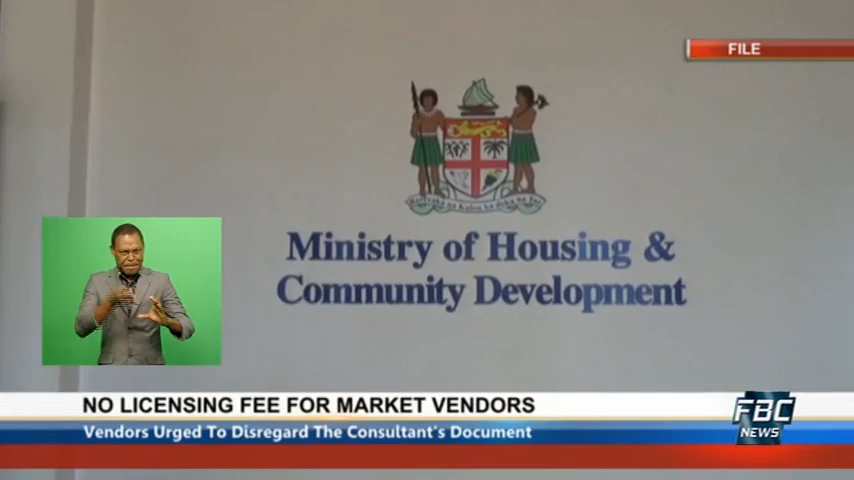 FILE
Ministry of Housing &
Community Development
NO LICENSING FEE FOR MARKET VENDORS
Vendors Urged To Disregard The Consultant's Document
FBC
NEWS